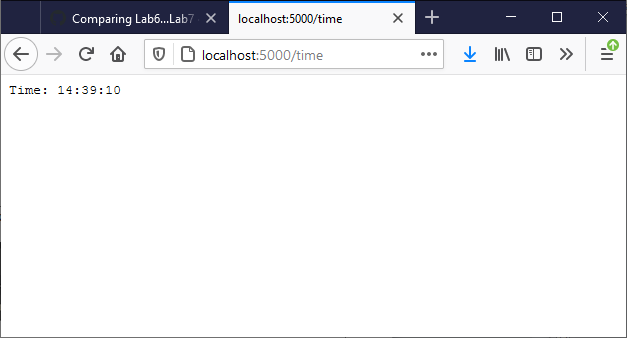 Comparing Lab6...Lab7
localhost:5000/time
localhost:5000/time
Time: 14:39:10